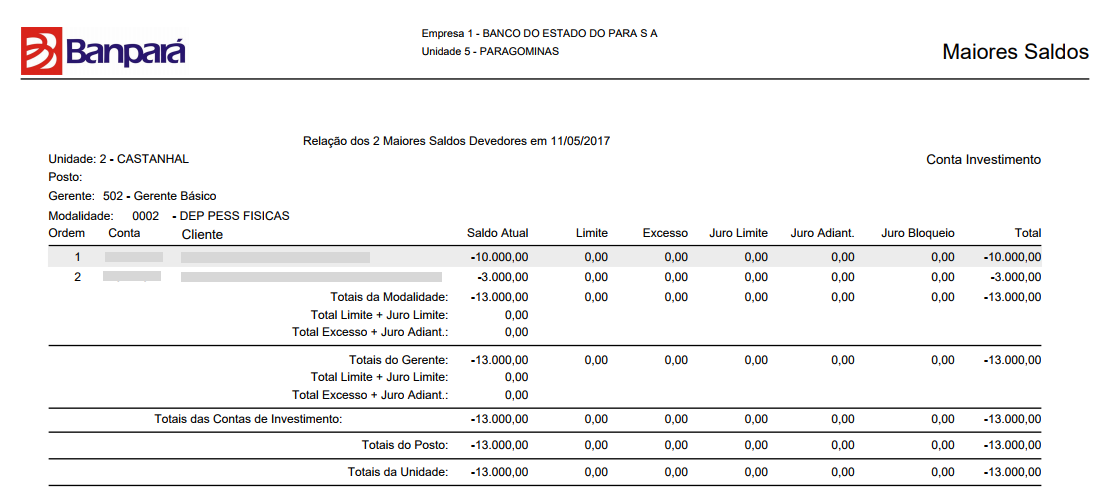 Banpará
Empresa 1 - BANCO DO ESTADO DO PARA S A
Unidade 5 - PARAGOMINAS
Maiores Saldos
Relação dos 2 Maiores Saldos Devedores em 11/05/2017
Unidade: 2 - CASTANHAL
Conta Investimento
Posto:
Gerente: 502 - Gerente Básico
Modalidade: 0002 - DEP PESS FISICAS
Ordem Conta Cliente Saldo Atual Limite Excesso Juro Limite Juro Adiant. Juro Bloqueio Total
1 -10.000,00 0,00 0,00 0,00 0,00 0,00 -10.000,00
2 -3.000,00 0,00 0,00 0,00 0,00 0,00 -3.000,00
Totais da Modalidade: -13.000,00 0,00 0,00 0,00 0,00 0,00 -13.000,00
Total Limite + Juro Limite: 0,00
Total Excesso + Juro Adiant.: 0,00
Totais do Gerente: -13.000,00 0,00 0,00 0,00 0,00 0,00 -13.000,00
Total Limite + Juro Limite: 0,00
Total Excesso + Juro Adiant.: 0,00
Totais das Contas de Investimento: -13.000,00 0,00 0,00 0,00 0,00 0,00 -13.000,00
Totais do Posto: -13.000,00 0,00 0,00 0,00 0,00 0,00 -13.000,00
Totais da Unidade: -13.000,00 0,00 0,00 0,00 0,00 0,00 -13.000,00